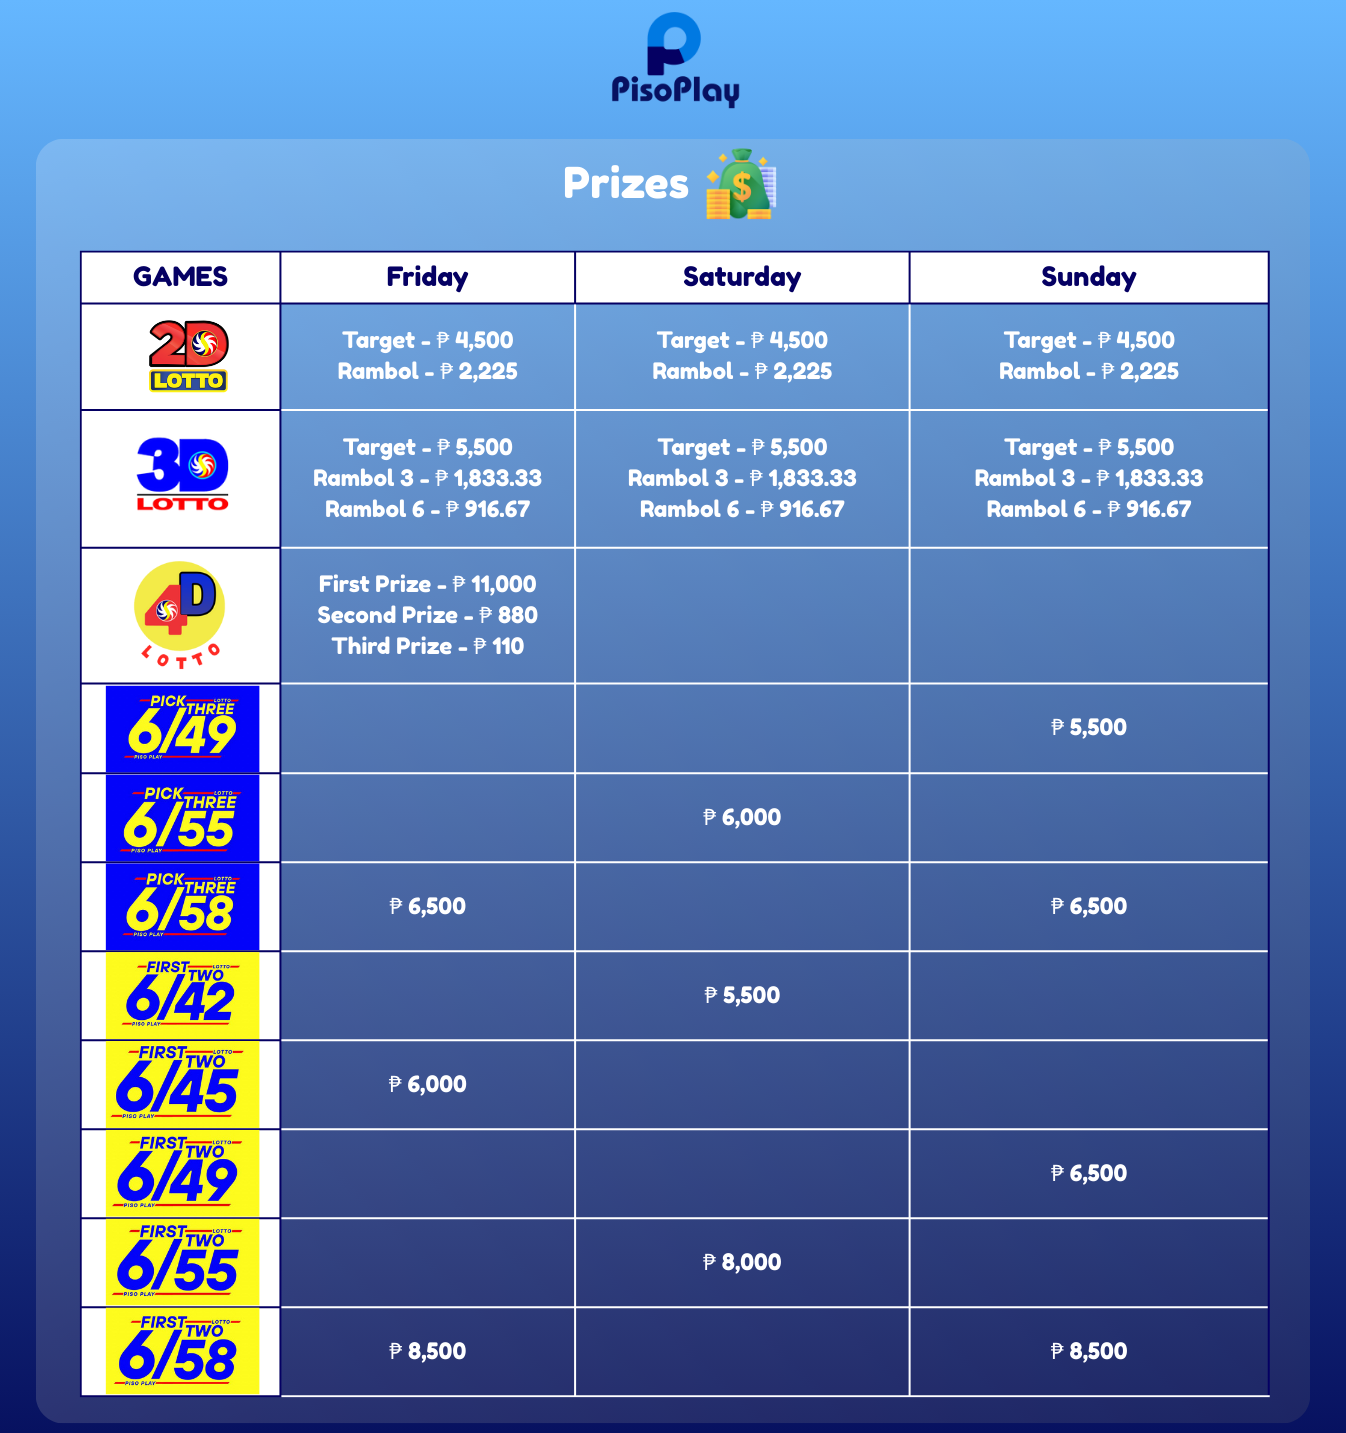 PisoPlay
Prizes
GAMES Friday Saturday Sunday
2D
LOTTO
Target - ₱ 4,500
Rambol - ₱ 2,225
Target - ₱ 4,500
Rambol - ₱ 2,225
Target - ₱ 4,500
Rambol - ₱ 2,225
3D
LOTTO
Target - ₱ 5,500
Rambol 3 - ₱ 1,833.33
Rambol 6 - ₱ 916.67
Target - ₱ 5,500
Rambol 3 - ₱ 1,833.33
Rambol 6 - ₱ 916.67
Target - ₱ 5,500
Rambol 3 - ₱ 1,833.33
Rambol 6 - ₱ 916.67
4D
LOTTO
First Prize - ₱ 11,000
Second Prize - ₱ 880
Third Prize - ₱ 110
PICK LOTTO
THREE
6/49
PISO PLAY
₱ 5,500
PICK LOTTO
THREE
6/55
PISO PLAY
₱ 6,000
PICK LOTTO
THREE
6/58
PISO PLAY
₱ 6,500
₱ 6,500
FIRST LOTTO
TWO
6/42
PISO PLAY
₱ 5,500
FIRST LOTTO
TWO
6/45
PISO PLAY
₱ 6,000
FIRST LOTTO
TWO
6/49
PISO PLAY
₱ 6,500
FIRST LOTTO
TWO
6/55
PISO PLAY
₱ 8,000
FIRST LOTTO
TWO
6/58
PISO PLAY
₱ 8,500
₱ 8,500